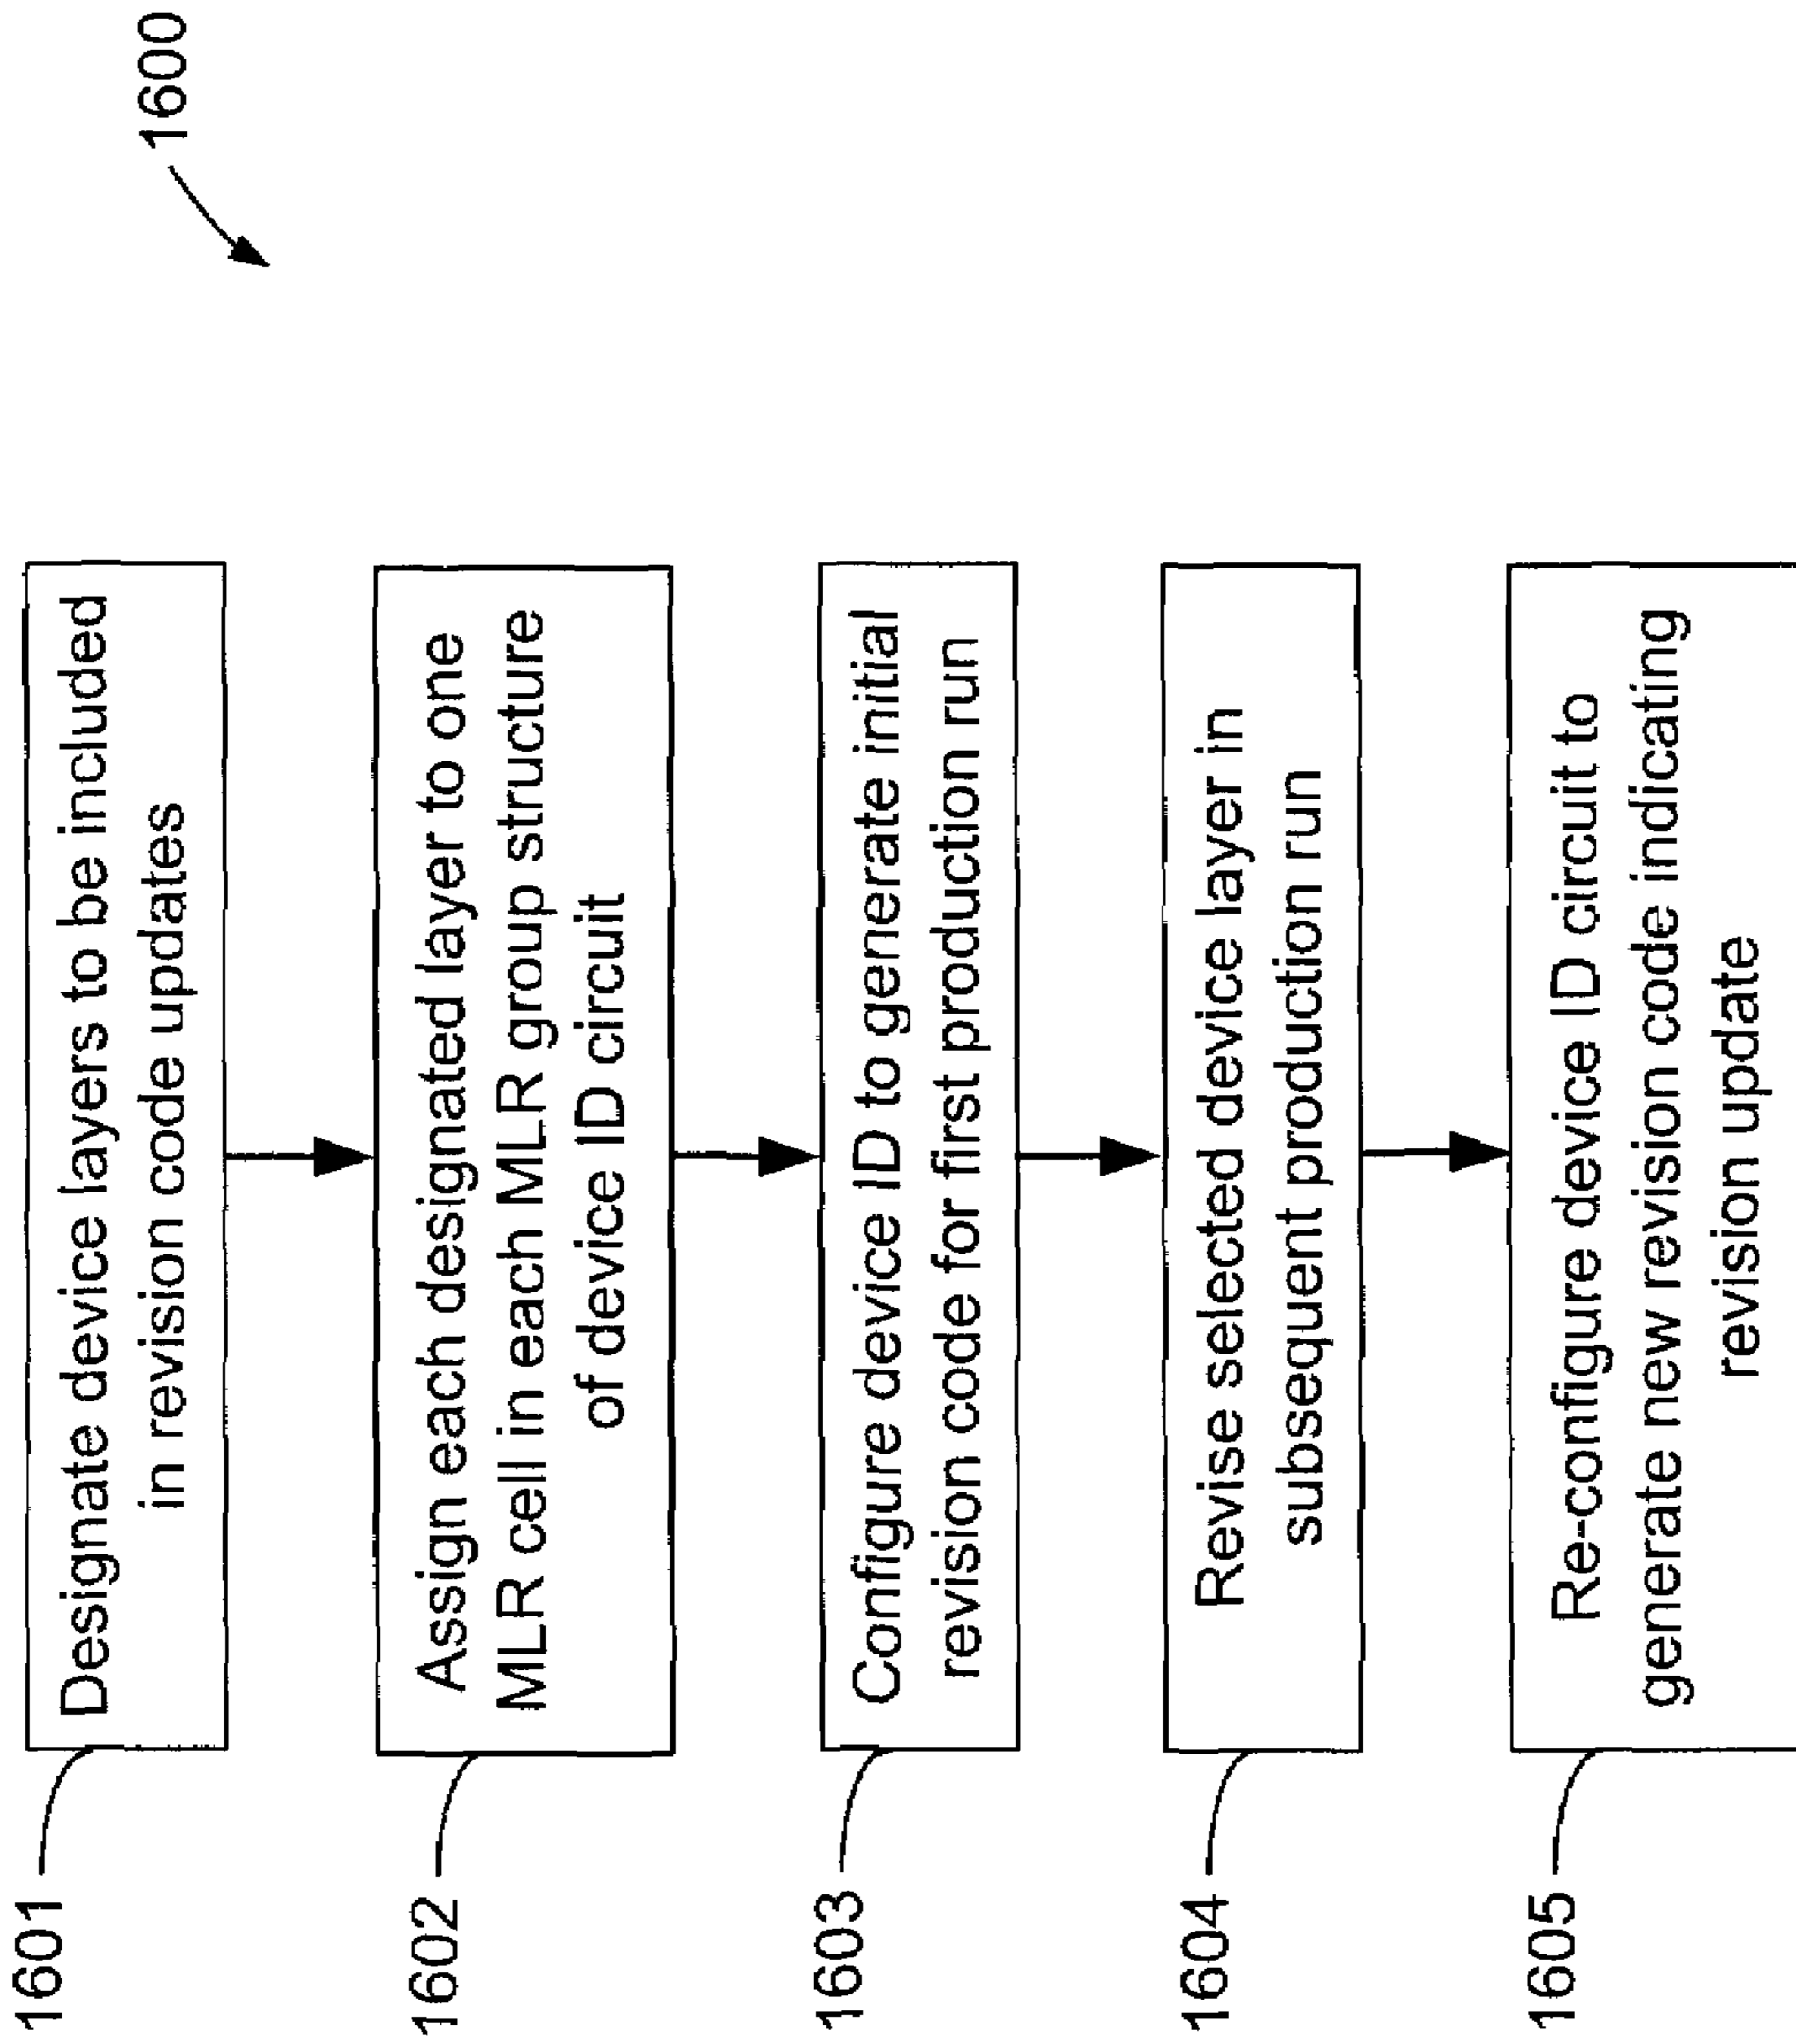 1600
1601
Designate device layers to be included
in revision code updates
1602
Assign each designated layer to one
MLR cell in each MLR group structure
of device ID circuit
1603
Configure device ID to generate initial
revision code for first production run
1604
Revise selected device layer in
subsequent production run
1605
Re-configure device ID circuit to
generate new revision code indicating
revision update